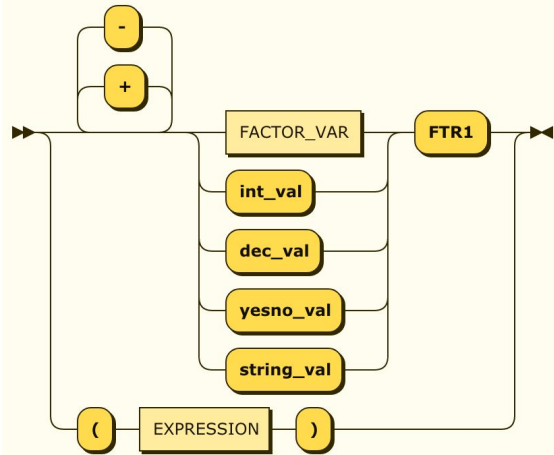 -
+
FACTOR_VAR FTR1
int_val
dec_val
yesno_val
string_val
( EXPRESSION )